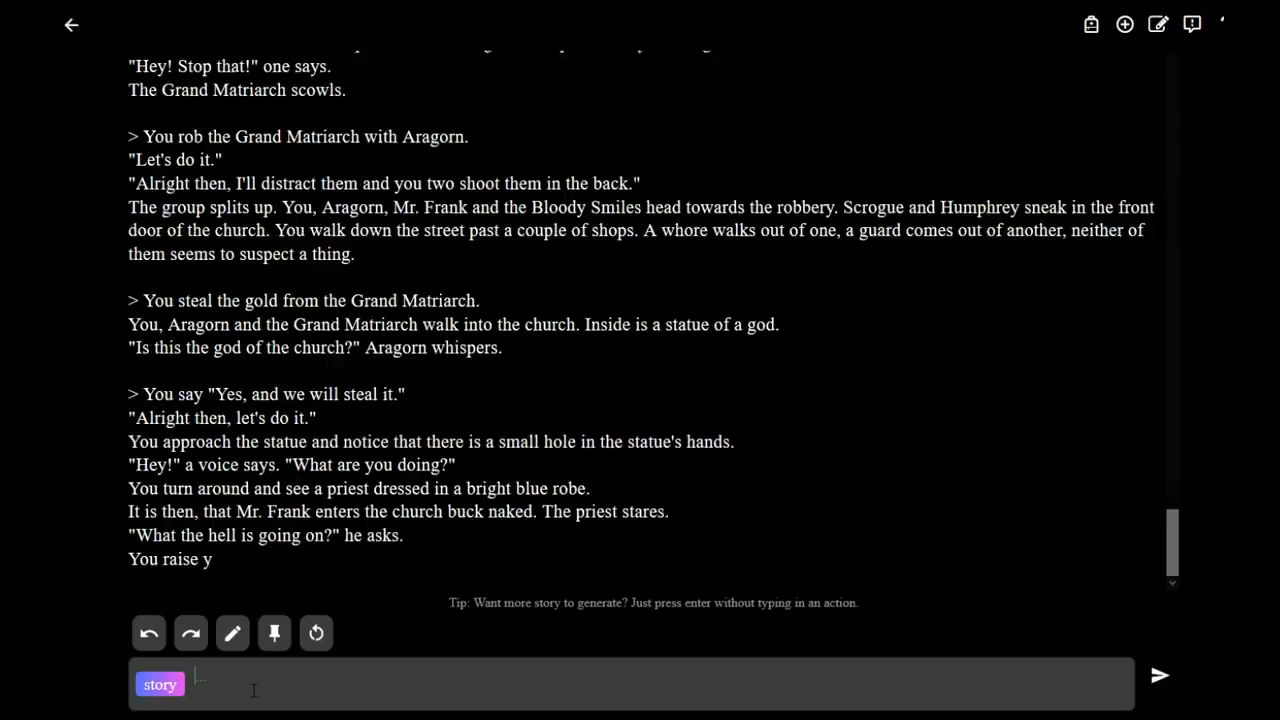 "Hey! Stop that!" one says.
The Grand Matriarch scowls.
> You rob the Grand Matriarch with Aragorn.
"Let's do it."
"Alright then, I'll distract them and you two shoot them in the back."
The group splits up. You, Aragorn, Mr. Frank and the Bloody Smiles head towards the robbery. Scrogue and Humphrey sneak in the front
door of the church. You walk down the street past a couple of shops. A whore walks out of one, a guard comes out of another, neither of
them seems to suspect a thing.
> You steal the gold from the Grand Matriarch.
You, Aragorn and the Grand Matriarch walk into the church. Inside is a statue of a god.
"Is this the god of the church?" Aragorn whispers.
> You say "Yes, and we will steal it."
"Alright then, let's do it."
You approach the statue and notice that there is a small hole in the statue's hands.
"Hey!" a voice says. "What are you doing?"
You turn around and see a priest dressed in a bright blue robe.
It is then, that Mr. Frank enters the church buck naked. The priest stares.
"What the hell is going on?" he asks.
You raise y
Tip: Want more story to generate? Just press enter without typing in an action.
story